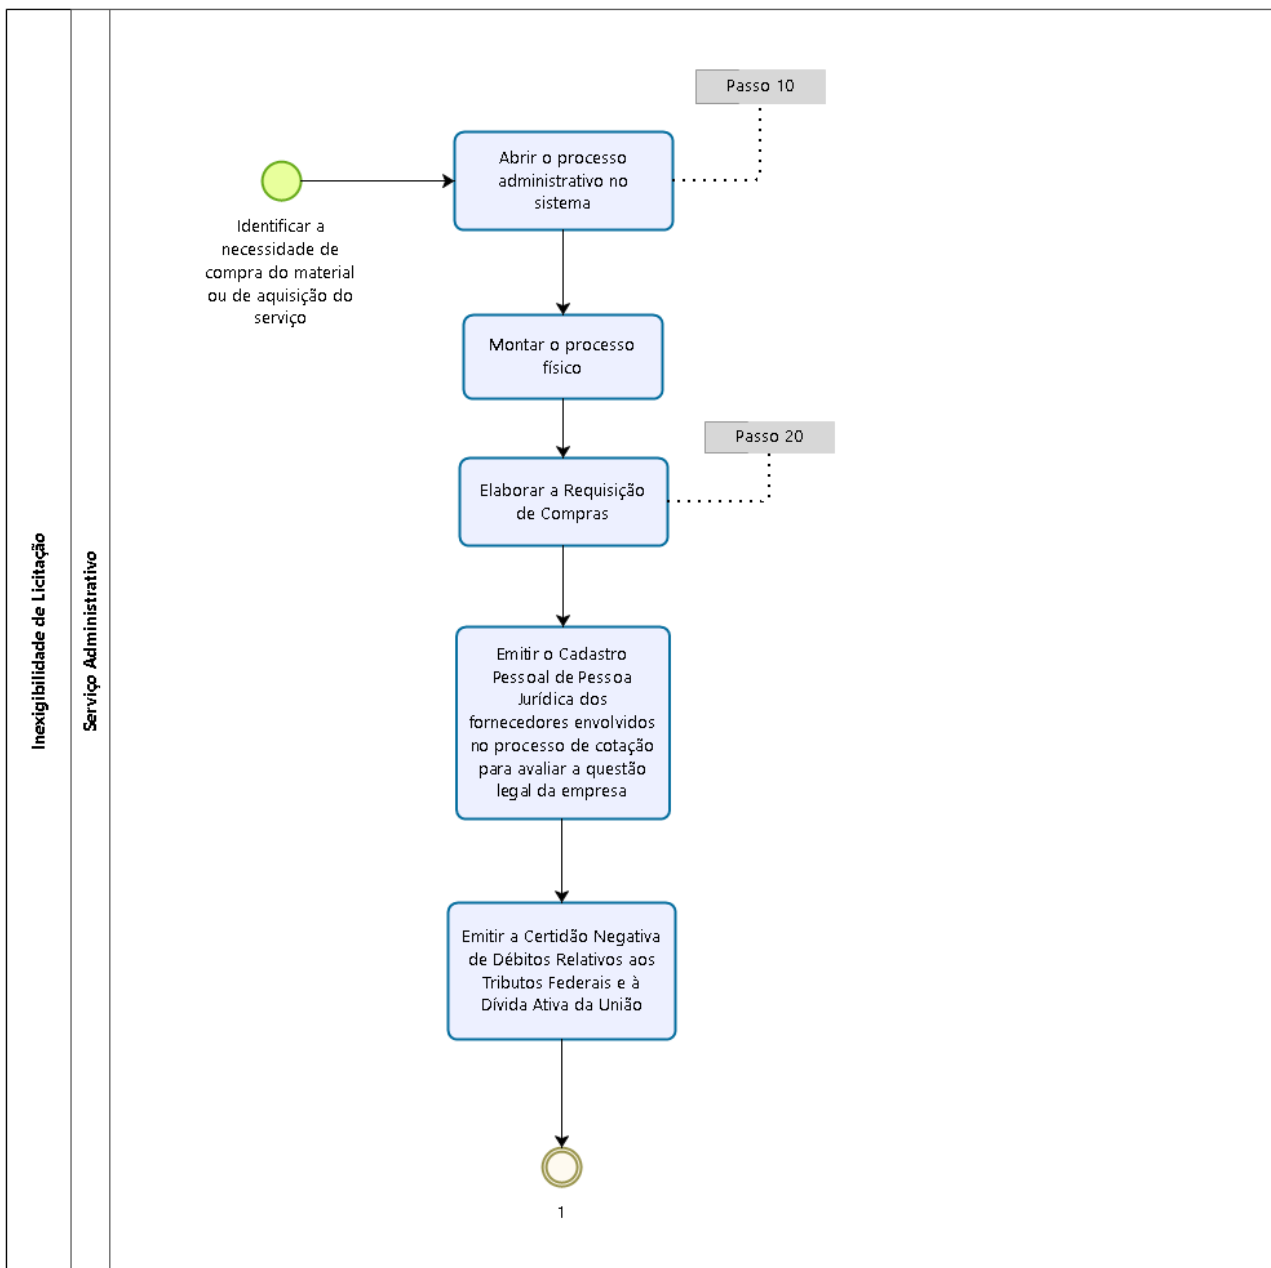 Inexigibilidade de Licitação
Serviço Administrativo
Passo 10
Abrir o processo
administrativo no
sistema
Identificar a
necessidade de
compra do material
ou de aquisição do
serviço
Montar o processo
físico
Passo 20
Elaborar a Requisição
de Compras
Emitir o Cadastro
Pessoal de Pessoa
Jurídica dos
fornecedores envolvidos
no processo de cotação
para avaliar a questão
legal da empresa
Emitir a Certidão Negativa
de Débitos Relativos aos
Tributos Federais e à
Dívida Ativa da União
1